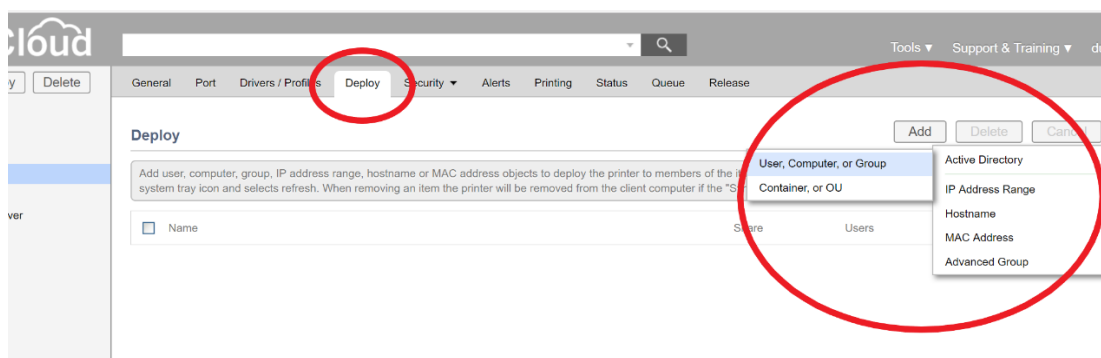 Cloud
Tools ▼ Support & Training ▼
Delete
General Port Drivers / Profiles Deploy Security ▼ Alerts Printing Status Queue Release
Deploy
Add Delete Cancel
User, Computer, or Group
Container, or OU
Active Directory
IP Address Range
Hostname
MAC Address
Advanced Group
Add user, computer, group, IP address range, hostname or MAC address objects to deploy the printer to members of the
system tray icon and selects refresh. When removing an item the printer will be removed from the client computer if the
Name Share Users